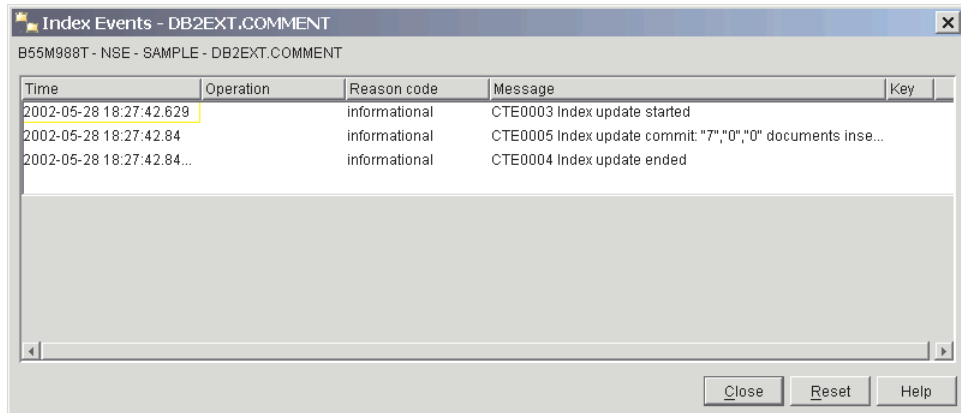 Index Events - DB2EXT.COMMENT
B55M988T - NSE - SAMPLE - DB2EXT.COMMENT
Time Operation Reason code Message Key
2002-05-28 18:27:42.629 informational CTE0003 Index update started
2002-05-28 18:27:42.84 informational CTE0005 Index update commit: "7","0","0" documents inse...
2002-05-28 18:27:42.84... informational CTE0004 Index update ended
Close Reset Help